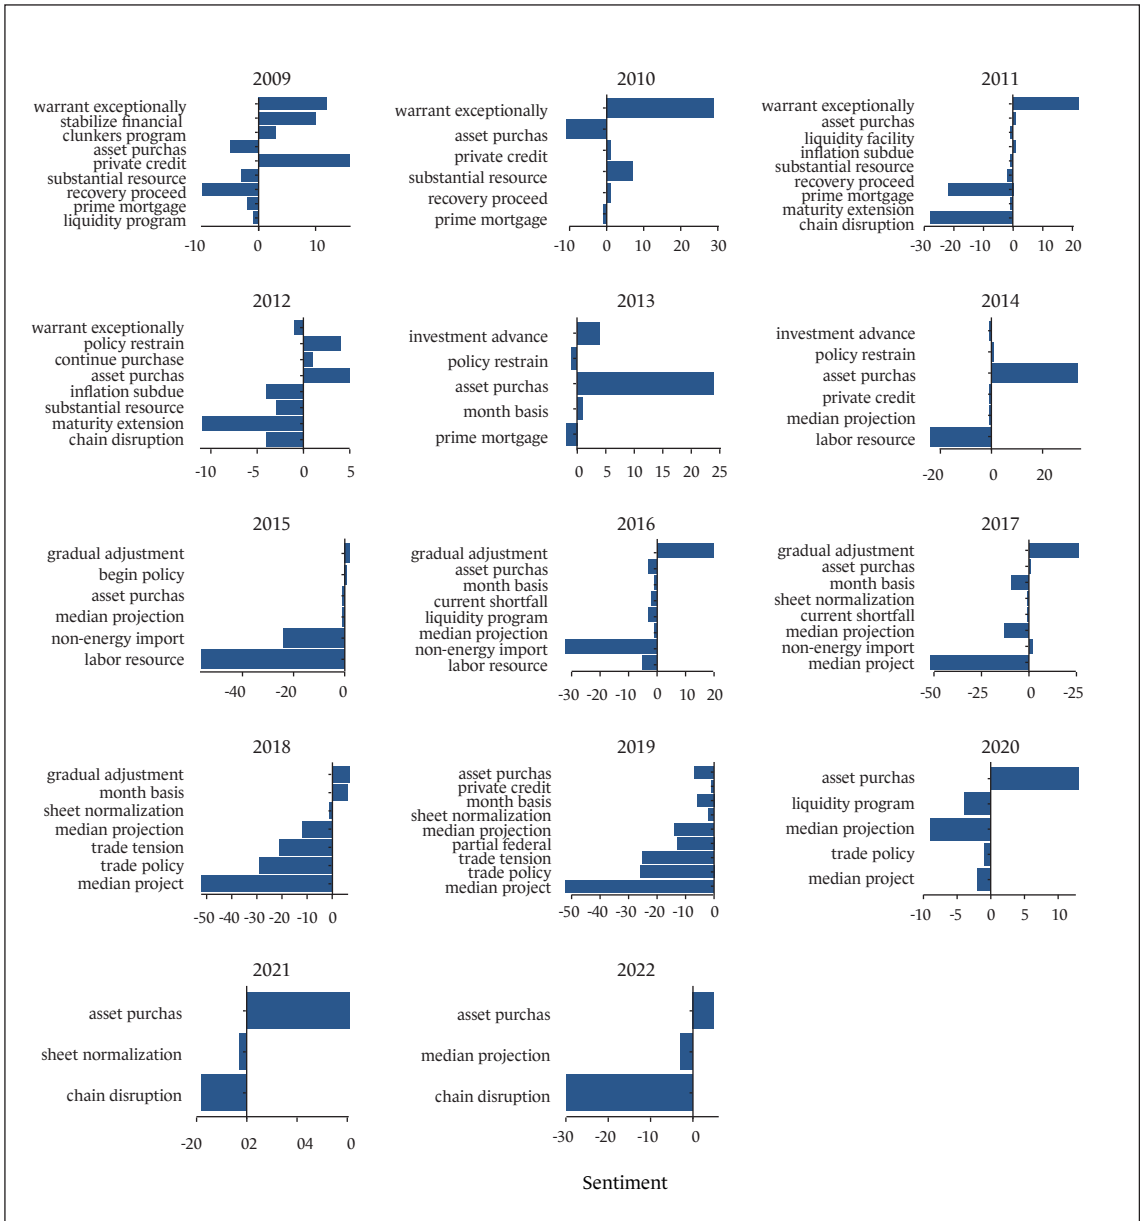 2009
warrant exceptionally
stabilize financial
clunkers program
asset purchas
private credit
substantial resource
recovery proceed
prime mortgage
liquidity program
-10 0 10
2010
warrant exceptionally
asset purchas
private credit
substantial resource
recovery proceed
prime mortgage
-10 0 10 20 30
2011
warrant exceptionally
asset purchas
liquidity facility
inflation subdue
substantial resource
recovery proceed
prime mortgage
maturity extension
chain disruption
-30 -20 -10 0 10 20
2012
warrant exceptionally
policy restrain
continue purchase
asset purchas
inflation subdue
substantial resource
maturity extension
chain disruption
-10 -5 0 5
2013
investment advance
policy restrain
asset purchas
month basis
prime mortgage
0 5 10 15 20 25
2014
investment advance
policy restrain
asset purchas
private credit
median projection
labor resource
-20 0 20
2015
gradual adjustment
begin policy
asset purchas
median projection
non-energy import
labor resource
-40 -20 0
2016
gradual adjustment
asset purchas
month basis
current shortfall
liquidity program
median projection
non-energy import
labor resource
-30 -20 -10 0 10 20
2017
gradual adjustment
asset purchas
month basis
sheet normalization
current shortfall
median projection
non-energy import
median project
-50 -25 0 -25
2018
gradual adjustment
month basis
sheet normalization
median projection
trade tension
trade policy
median project
-50 -40 -30 -20 -10 0
2019
asset purchas
private credit
month basis
sheet normalization
median projection
partial federal
trade tension
trade policy
median project
-50 -40 -30 -20 -10 0
2020
asset purchas
liquidity program
median projection
trade policy
median project
-10 -5 0 5 10
2021
asset purchas
sheet normalization
chain disruption
-20 02 04 0
2022
asset purchas
median projection
chain disruption
-30 -20 -10 0
Sentiment